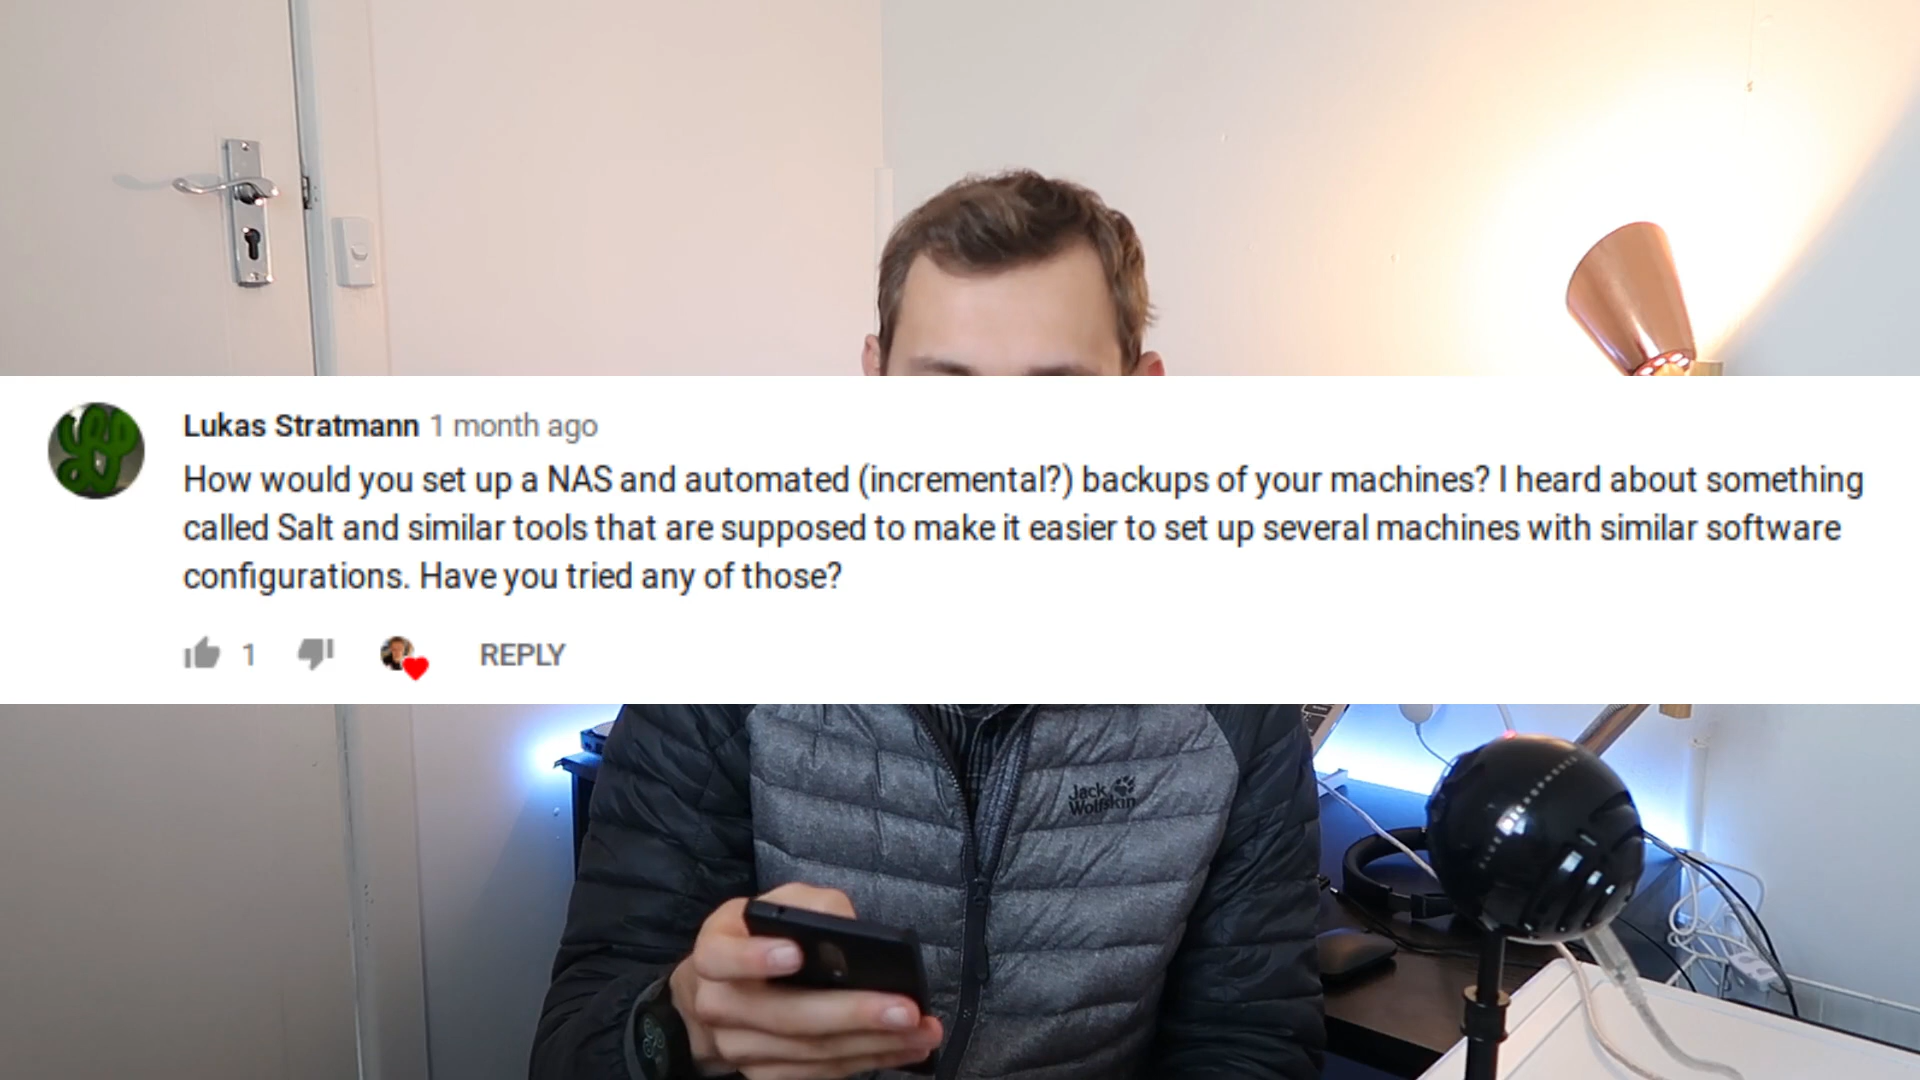 Lukas Stratmann 1 month ago
How would you set up a NAS and automated (incremental?) backups of your machines? I heard about something
called Salt and similar tools that are supposed to make it easier to set up several machines with similar software
configurations. Have you tried any of those?
1 REPLY
Jack
Wolfskin